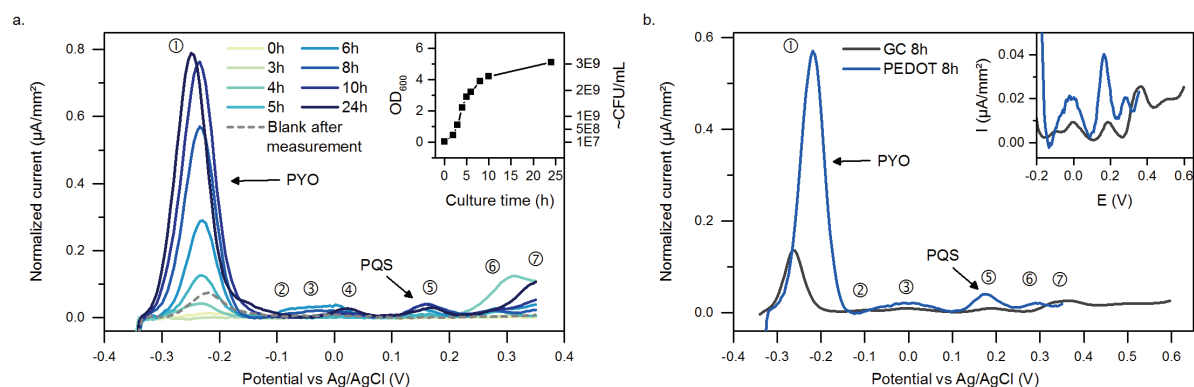 a.
①
0h
3h
4h
5h
6h
8h
10h
24h
Blank after
measurement
PYO
②
③
④
PQS
⑤
⑥
⑦
0.8
0.6
0.4
0.2
0.0
Normalized current (µA/mm²)
-0.4
-0.3
-0.2
-0.1
0.0
0.1
0.2
0.3
0.4
Potential vs Ag/AgCl (V)
6
4
2
0
OD600
3E9
2E9
1E9
5E8
1E7
~CFU/mL
0
5
10
15
20
25
Culture time (h)
b.
①
GC 8h
PEDOT 8h
PYO
②
③
PQS
⑤
⑥
⑦
0.6
0.4
0.2
0.0
Normalized current (µA/mm²)
-0.4
-0.3
-0.2
-0.1
0.0
0.1
0.2
0.3
0.4
0.5
0.6
Potential vs Ag/AgCl (V)
0.04
0.02
0.00
I (µA/mm²)
-0.2
0.0
0.2
0.4
0.6
E (V)